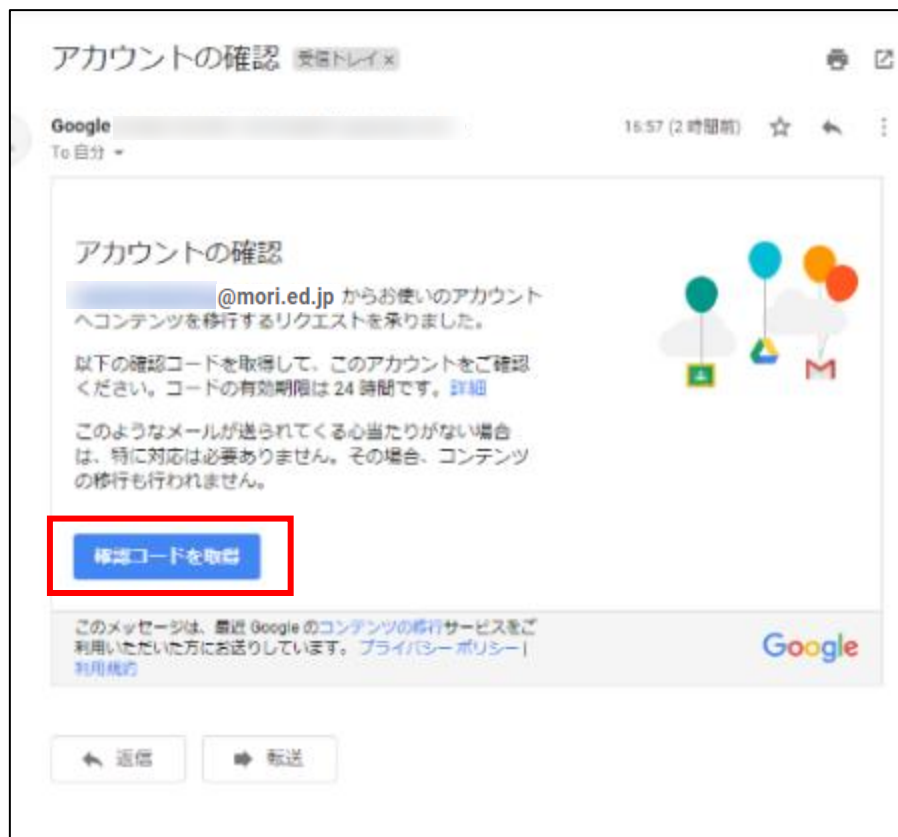 アカウントの確認 受信トレイ ×
Google
16:57 (2 時間前)
To 自分
アカウントの確認
@mori.ed.jp からお使いのアカウント
へコンテンツを移行するリクエストを承りました。
以下の確認コードを取得して、このアカウントをご確認
ください。コードの有効期限は 24 時間です。詳細
このようなメールが送られてくる心当たりがない場合
は、特に対応は必要ありません。その場合、コンテンツ
の移行も行われません。
確認コードを取得
このメッセージは、最近 Google のコンテンツの移行サービスをご
利用いただいた方にお送りしています。 プライバシー ポリシー |
利用規約
Google
返信
転送